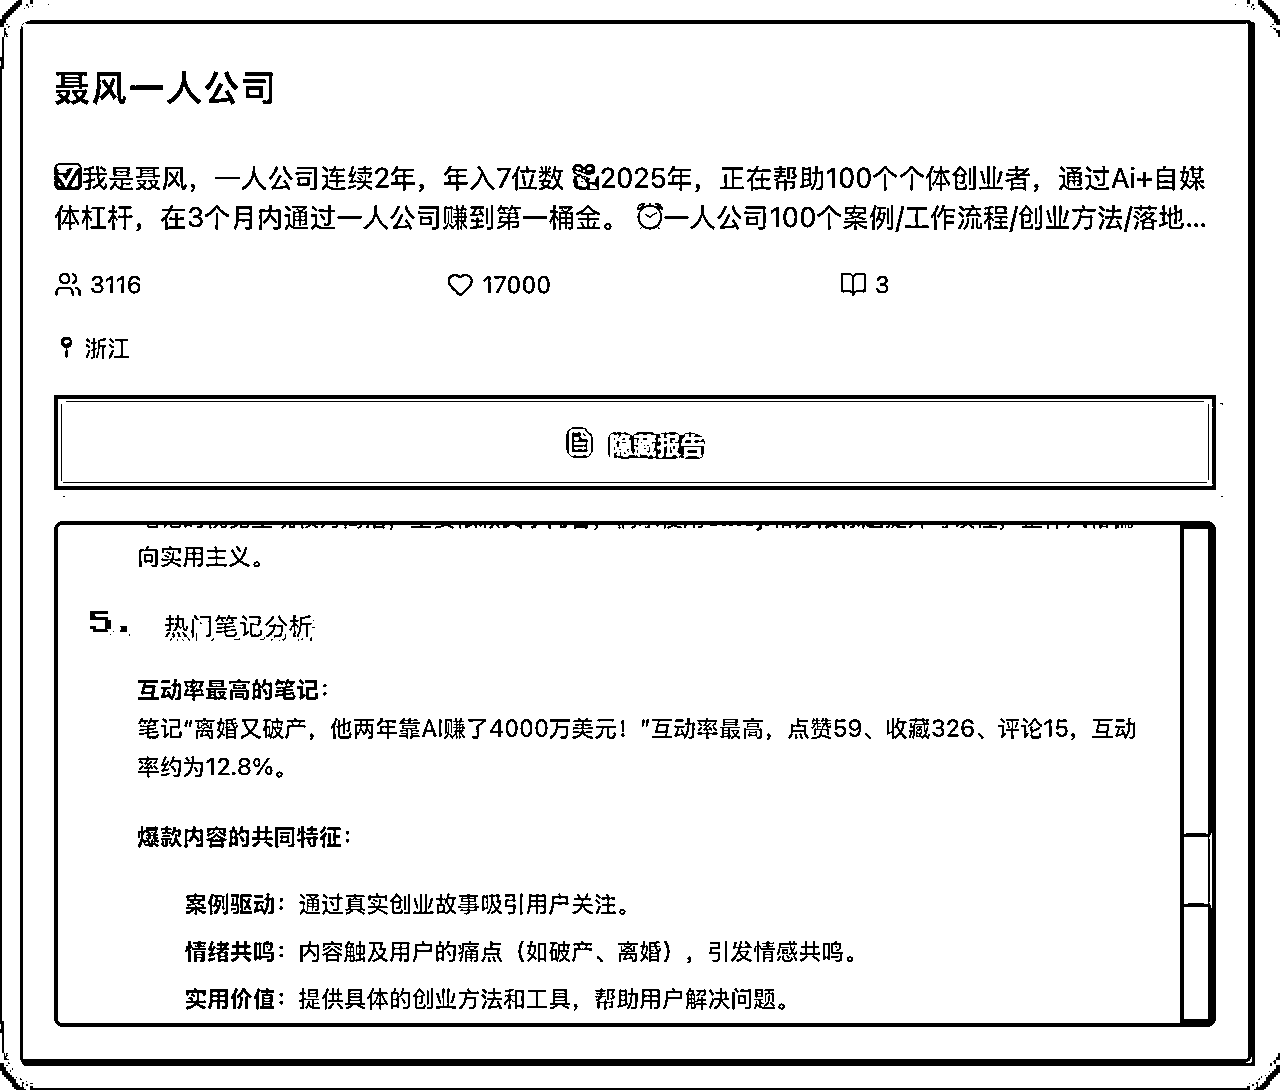 聂风一人公司
☑我是聂风，一人公司连续2年，年入7位数 🎥2025年，正在帮助100个个体创业者，通过Ai+自媒
体杠杆，在3个月内通过一人公司赚到第一桶金。 ⏰一人公司100个案例/工作流程/创业方法/落地...
3116 17000 3
浙江
隐藏报告
向实用主义。
5. 热门笔记分析
互动率最高的笔记：
笔记“离婚又破产，他两年靠AI赚了4000万美元！”互动率最高，点赞59、收藏326、评论15，互动
率约为12.8%。
爆款内容的共同特征：
案例驱动：通过真实创业故事吸引用户关注。
情绪共鸣：内容触及用户的痛点（如破产、离婚），引发情感共鸣。
实用价值：提供具体的创业方法和工具，帮助用户解决问题。